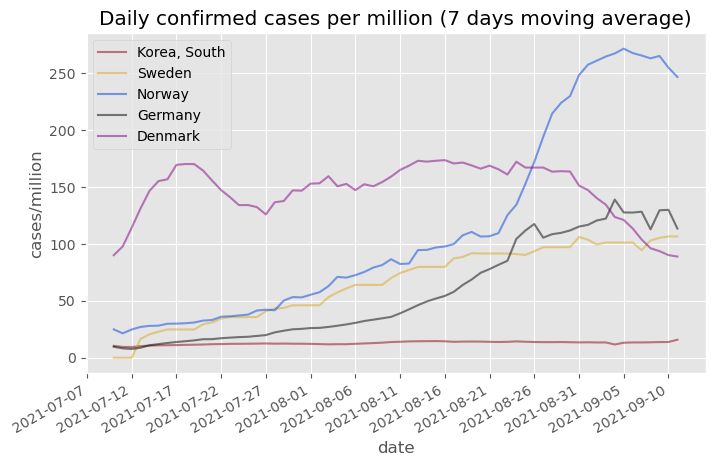 Daily confirmed cases per million (7 days moving average)
Korea, South
Sweden
Norway
Germany
Denmark
cases/million
250
200
150
100
50
0
2021-07-07
2021-07-12
2021-07-17
2021-07-22
2021-07-27
2021-08-01
2021-08-06
2021-08-11
2021-08-16
2021-08-21
2021-08-26
2021-08-31
2021-09-05
2021-09-10
date